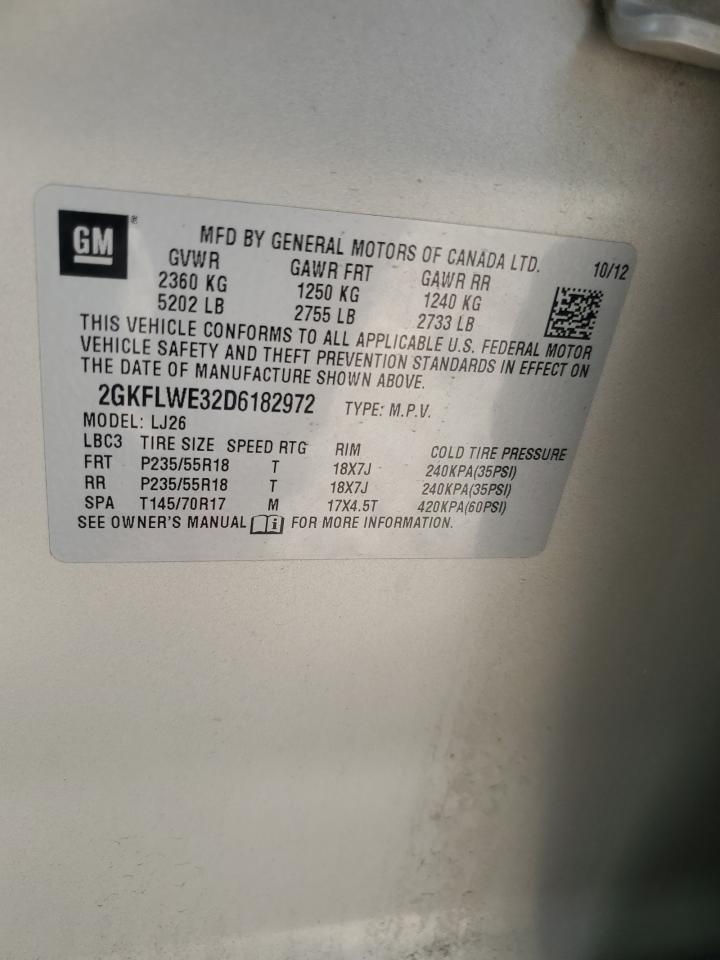 GM ® MFD BY GENERAL MOTORS OF CANADA LTD. 10/12
GVWR GAWR FRT GAWR RR
2360 KG 1250 KG 1240 KG
5202 LB 2755 LB 2733 LB
THIS VEHICLE CONFORMS TO ALL APPLICABLE U.S. FEDERAL MOTOR
VEHICLE SAFETY AND THEFT PREVENTION STANDARDS IN EFFECT ON
THE DATE OF MANUFACTURE SHOWN ABOVE.
2GKFLWE32D6182972 TYPE: M.P.V.
MODEL: LJ26
LBC3 TIRE SIZE SPEED RTG RIM COLD TIRE PRESSURE
FRT P235/55R18 T 18X7J 240KPA(35PSI)
RR P235/55R18 T 18X7J 240KPA(35PSI)
SPA T145/70R17 M 17X4.5T 420KPA(60PSI)
SEE OWNER'S MANUAL i FOR MORE INFORMATION.